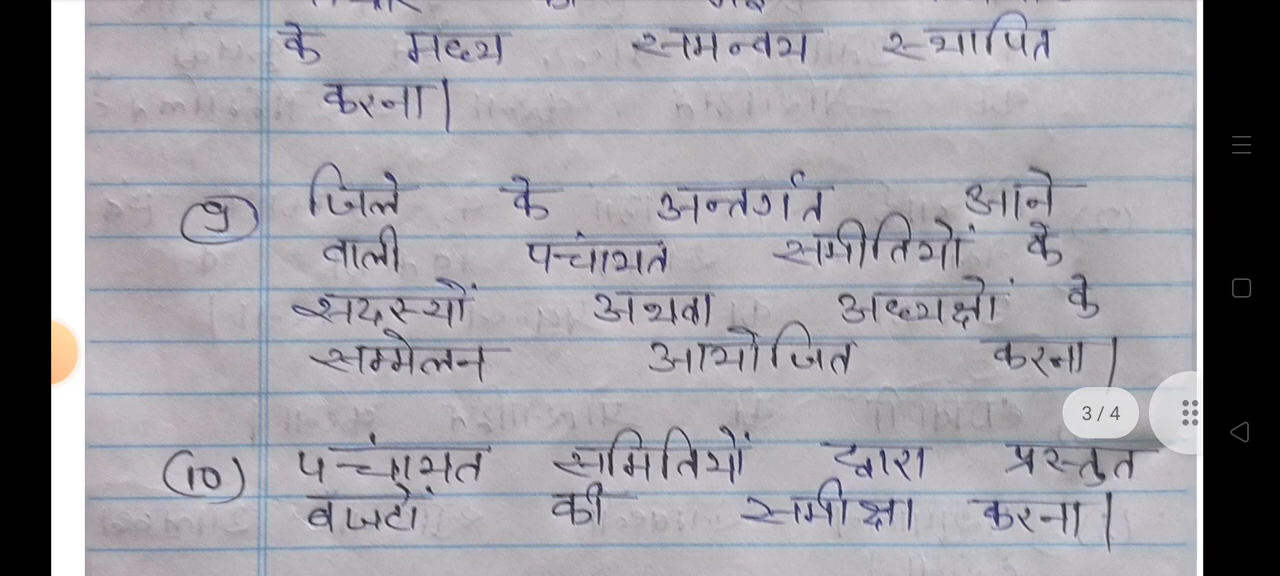 के मध्य समन्वय स्थापित
करना|
(9) जिले के अन्तर्गत आने
वाली पंचायत समीतियों के
सदस्यों अथवा अध्यक्षों के
सम्मेलन आयोजित करना|
3/4
(10) पंचायत समितियों द्वारा प्रस्तुत
बजटों की समीक्षा करना|